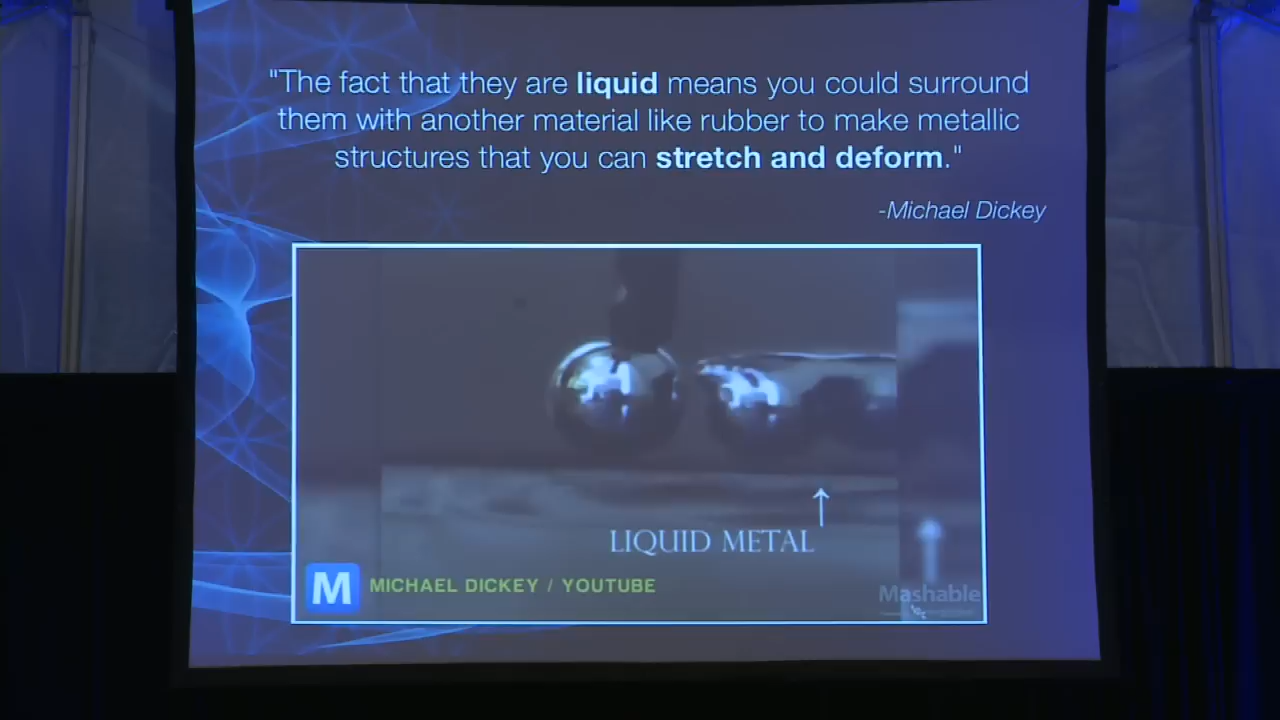 "The fact that they are liquid means you could surround
them with another material like rubber to make metallic
structures that you can stretch and deform."
-Michael Dickey
LIQUID METAL
M MICHAEL DICKEY / YOUTUBE
Mashable